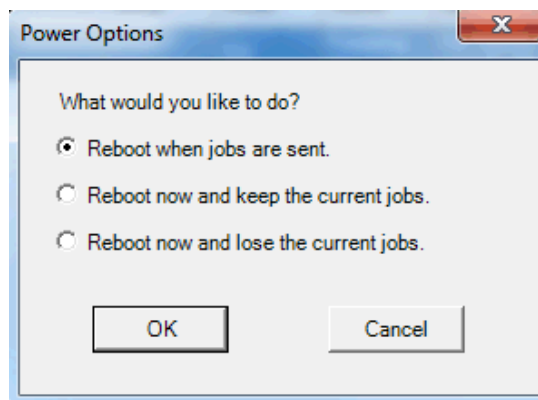 Power Options
What would you like to do?
Reboot when jobs are sent.
Reboot now and keep the current jobs.
Reboot now and lose the current jobs.
OK Cancel